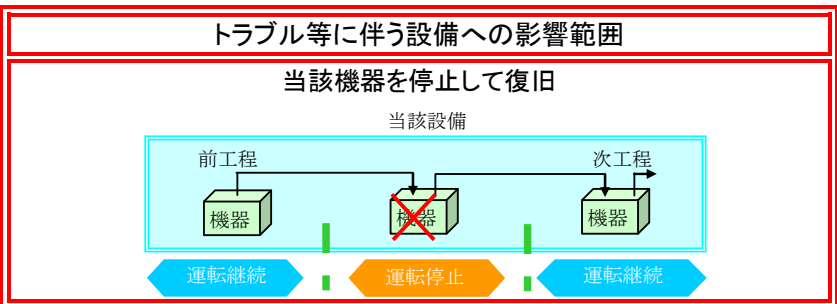 トラブル等に伴う設備への影響範囲
当該機器を停止して復旧
当該設備
前工程
次工程
機器
機器
機器
運転継続
運転停止
運転継続